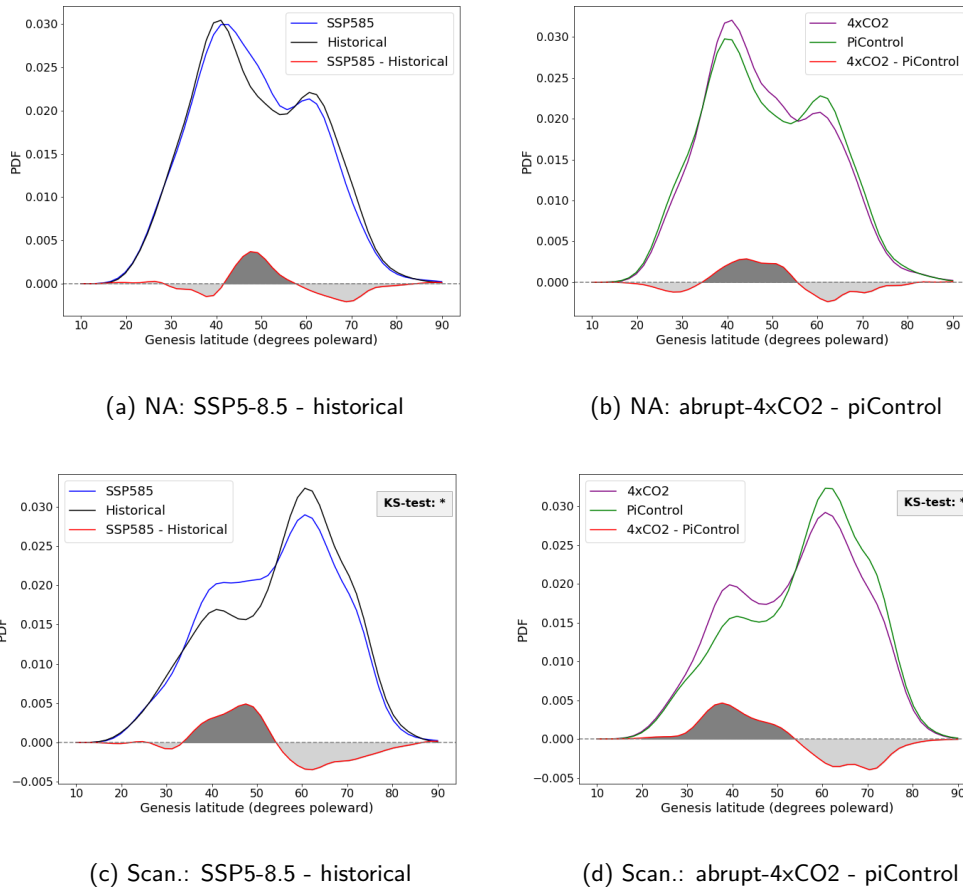 SSP585
Historical
SSP585 - Historical
PDF
0.030
0.025
0.020
0.015
0.010
0.005
0.000
10 20 30 40 50 60 70 80 90
Genesis latitude (degrees poleward)
(a) NA: SSP5-8.5 - historical
4xCO2
PiControl
4xCO2 - PiControl
PDF
0.030
0.025
0.020
0.015
0.010
0.005
0.000
10 20 30 40 50 60 70 80 90
Genesis latitude (degrees poleward)
(b) NA: abrupt-4xCO2 - piControl
SSP585
Historical
SSP585 - Historical
KS-test: *
PDF
0.030
0.025
0.020
0.015
0.010
0.005
0.000
−0.005
10 20 30 40 50 60 70 80 90
Genesis latitude (degrees poleward)
(c) Scan.: SSP5-8.5 - historical
4xCO2
PiControl
4xCO2 - PiControl
KS-test: *
PDF
0.030
0.025
0.020
0.015
0.010
0.005
0.000
−0.005
10 20 30 40 50 60 70 80 90
Genesis latitude (degrees poleward)
(d) Scan.: abrupt-4xCO2 - piControl